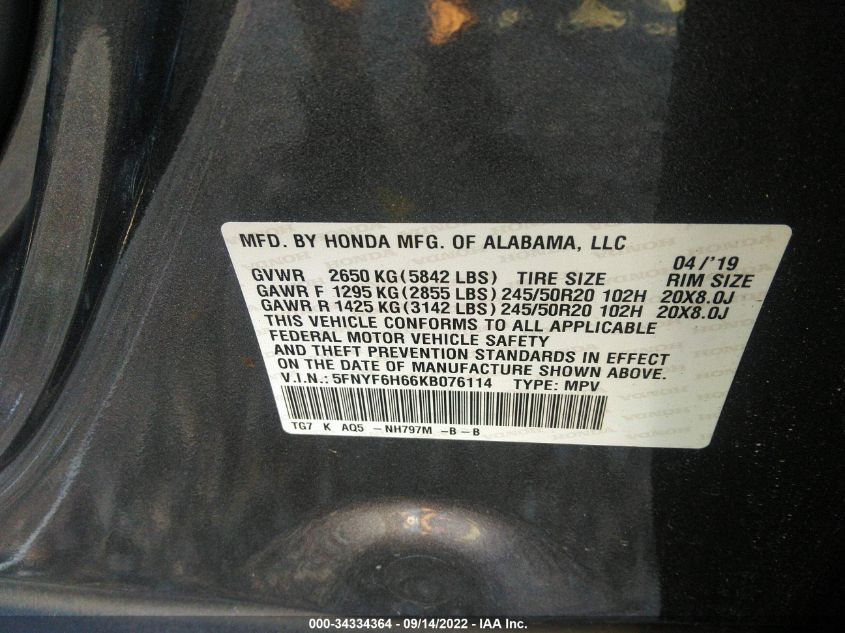 MFD. BY HONDA MFG. OF ALABAMA, LLC
04/'19
GVWR 2650 KG (5842 LBS) TIRE SIZE RIM SIZE
GAWR F 1295 KG (2855 LBS) 245/50R20 102H 20X8.0J
GAWR R 1425 KG (3142 LBS) 245/50R20 102H 20X8.0J
THIS VEHICLE CONFORMS TO ALL APPLICABLE
FEDERAL MOTOR VEHICLE SAFETY
AND THEFT PREVENTION STANDARDS IN EFFECT
ON THE DATE OF MANUFACTURE SHOWN ABOVE.
V.I.N.: 5FNYF6H66KB076114 TYPE: MPV
TG7 K AQ5 -NH797M -B-B
000-34334364 - 09/14/2022 - IAA Inc.